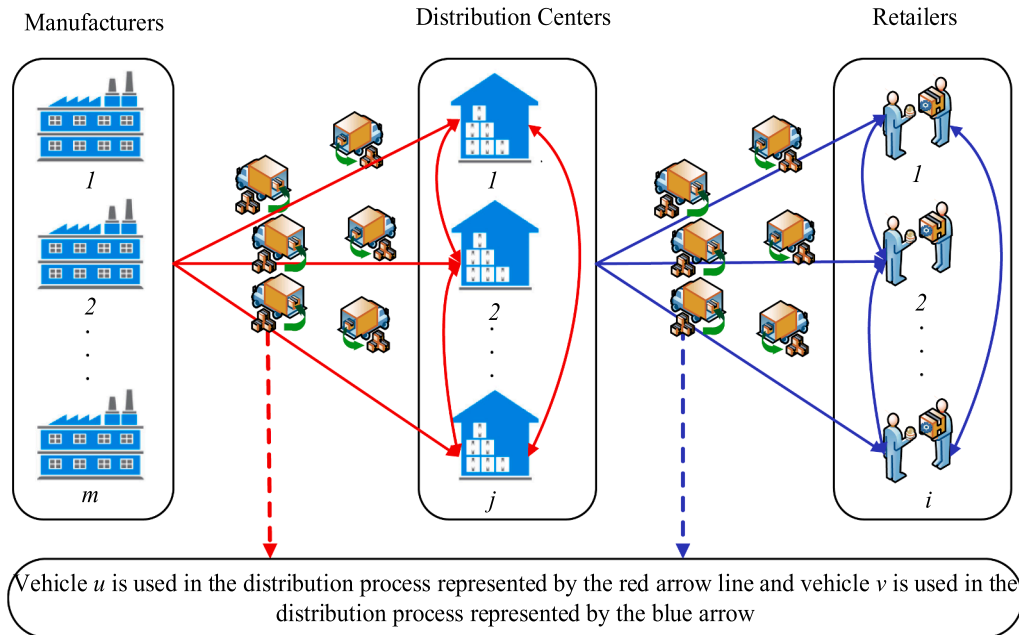 Manufacturers
Distribution Centers
Retailers
1
2
m
1
2
j
1
2
i
Vehicle u is used in the distribution process represented by the red arrow line and vehicle v is used in the
distribution process represented by the blue arrow